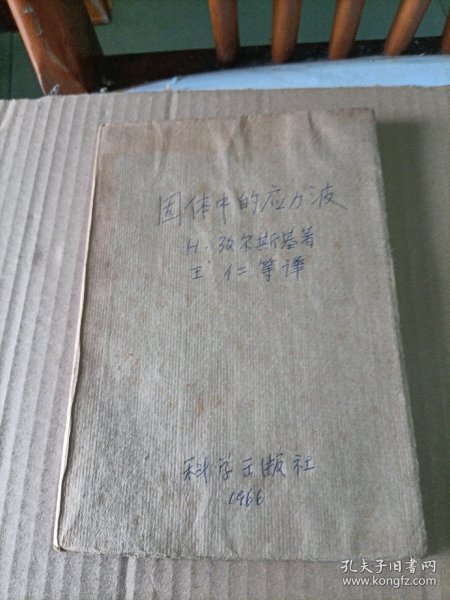 固体中的应力波
H. 孜尔斯基著
王 仁 等译
科学出版社
1966
孔夫子旧书网
www.kongfz.com